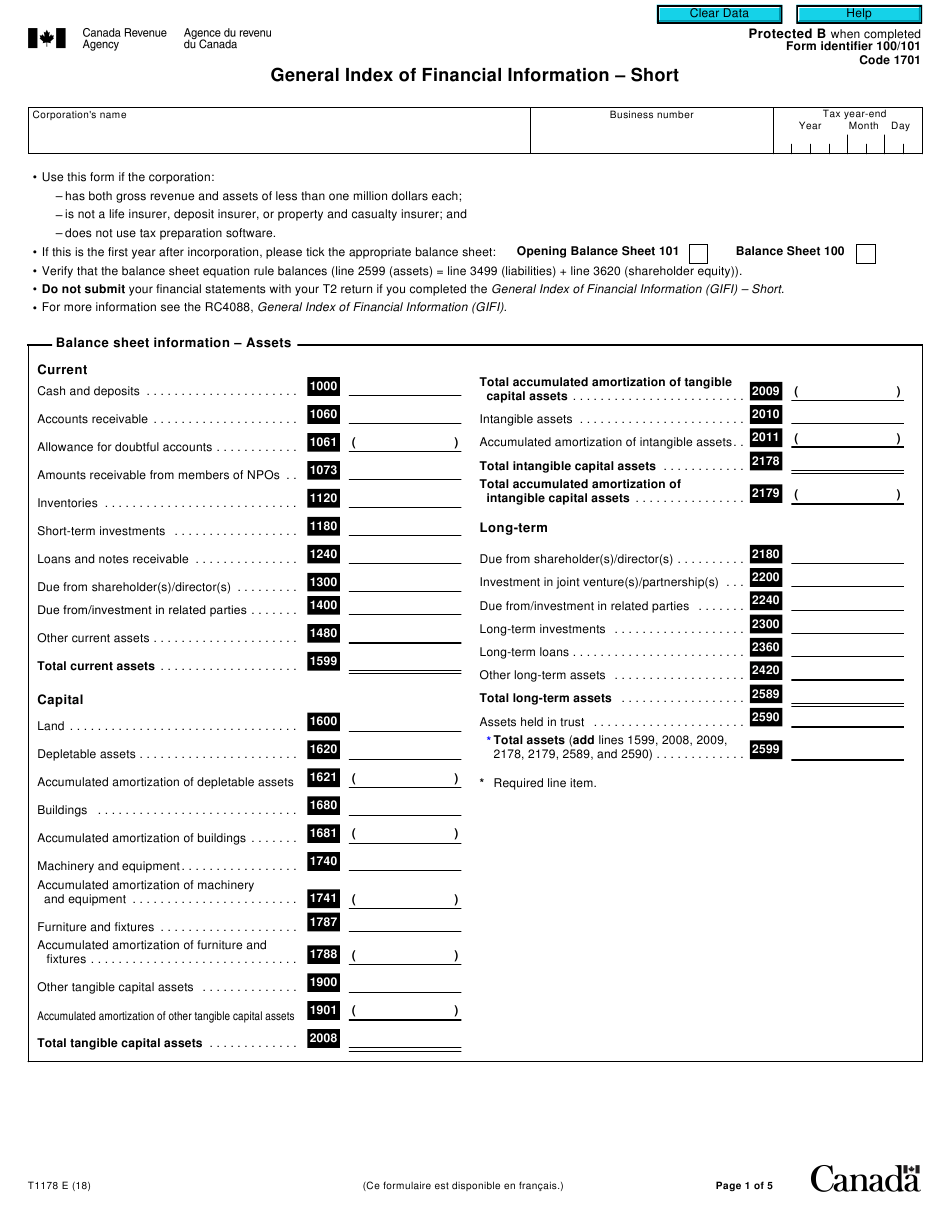 Clear Data
Help
Canada Revenue
Agency
Agence du revenu
du Canada
Protected B when completed
Form identifier 100/101
Code 1701
General Index of Financial Information – Short
Corporation's name
Business number
Tax year-end
Year Month Day
• Use this form if the corporation:
– has both gross revenue and assets of less than one million dollars each;
– is not a life insurer, deposit insurer, or property and casualty insurer; and
– does not use tax preparation software.
• If this is the first year after incorporation, please tick the appropriate balance sheet: Opening Balance Sheet 101 Balance Sheet 100
• Verify that the balance sheet equation rule balances (line 2599 (assets) = line 3499 (liabilities) + line 3620 (shareholder equity)).
• Do not submit your financial statements with your T2 return if you completed the General Index of Financial Information (GIFI) – Short.
• For more information see the RC4088, General Index of Financial Information (GIFI).
Balance sheet information – Assets
Current
Cash and deposits . . . . . . . . . . . . . . . . . . . . . 1000
Accounts receivable . . . . . . . . . . . . . . . . . . . . 1060
Allowance for doubtful accounts . . . . . . . . . . . . 1061 ( )
Amounts receivable from members of NPOs . . 1073
Inventories . . . . . . . . . . . . . . . . . . . . . . . . . . . 1120
Short-term investments . . . . . . . . . . . . . . . . . . 1180
Loans and notes receivable . . . . . . . . . . . . . . . 1240
Due from shareholder(s)/director(s) . . . . . . . . . . 1300
Due from/investment in related parties . . . . . . . 1400
Other current assets . . . . . . . . . . . . . . . . . . . . . 1480
Total current assets . . . . . . . . . . . . . . . . . . . . 1599
Capital
Land . . . . . . . . . . . . . . . . . . . . . . . . . . . . . . . . 1600
Depletable assets . . . . . . . . . . . . . . . . . . . . . . . 1620
Accumulated amortization of depletable assets 1621 ( )
Buildings . . . . . . . . . . . . . . . . . . . . . . . . . . . . 1680
Accumulated amortization of buildings . . . . . . . 1681 ( )
Machinery and equipment . . . . . . . . . . . . . . . . . 1740
Accumulated amortization of machinery
and equipment . . . . . . . . . . . . . . . . . . . . . . . . 1741 ( )
Furniture and fixtures . . . . . . . . . . . . . . . . . . . 1787
Accumulated amortization of furniture and
fixtures . . . . . . . . . . . . . . . . . . . . . . . . . . . . . 1788 ( )
Other tangible capital assets . . . . . . . . . . . . . . 1900
Accumulated amortization of other tangible capital assets 1901 ( )
Total tangible capital assets . . . . . . . . . . . . . 2008
Total accumulated amortization of tangible
capital assets . . . . . . . . . . . . . . . . . . . . . . . . 2009 ( )
Intangible assets . . . . . . . . . . . . . . . . . . . . . . . 2010
Accumulated amortization of intangible assets . . 2011 ( )
Total intangible capital assets . . . . . . . . . . . . 2178
Total accumulated amortization of
intangible capital assets . . . . . . . . . . . . . . . . 2179 ( )
Long-term
Due from shareholder(s)/director(s) . . . . . . . . . . 2180
Investment in joint venture(s)/partnership(s) . . . 2200
Due from/investment in related parties . . . . . . . 2240
Long-term investments . . . . . . . . . . . . . . . . . . 2300
Long-term loans . . . . . . . . . . . . . . . . . . . . . . . . 2360
Other long-term assets . . . . . . . . . . . . . . . . . . 2420
Total long-term assets . . . . . . . . . . . . . . . . . 2589
Assets held in trust . . . . . . . . . . . . . . . . . . . . . 2590
* Total assets (add lines 1599, 2008, 2009,
2178, 2179, 2589, and 2590) . . . . . . . . . . . . . 2599
* Required line item.
T1178 E (18)
(Ce formulaire est disponible en français.)
Page 1 of 5
Canada